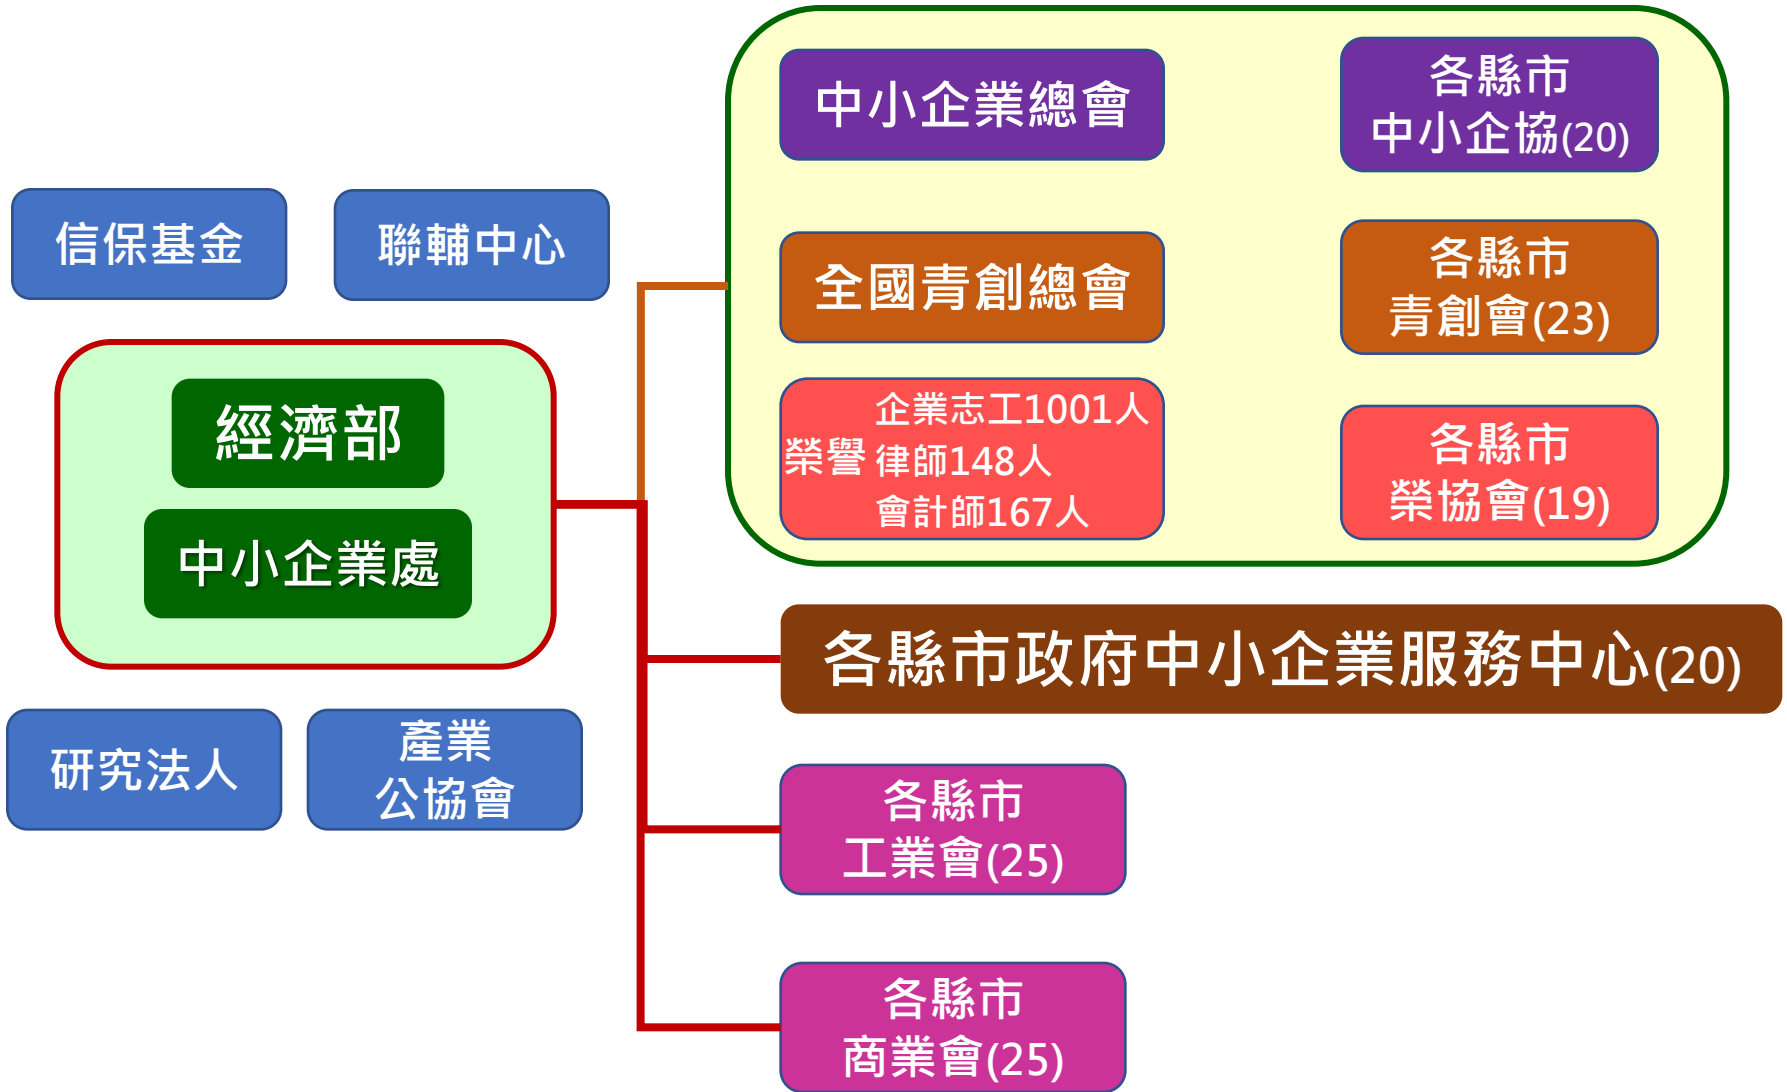 中小企業總會
各縣市
中小企協(20)
信保基金
聯輔中心
全國青創總會
各縣市
青創會(23)
經濟部
中小企業處
榮譽
企業志工1001人
律師148人
會計師167人
各縣市
榮協會(19)
各縣市政府中小企業服務中心(20)
研究法人
產業
公協會
各縣市
工業會(25)
各縣市
商業會(25)